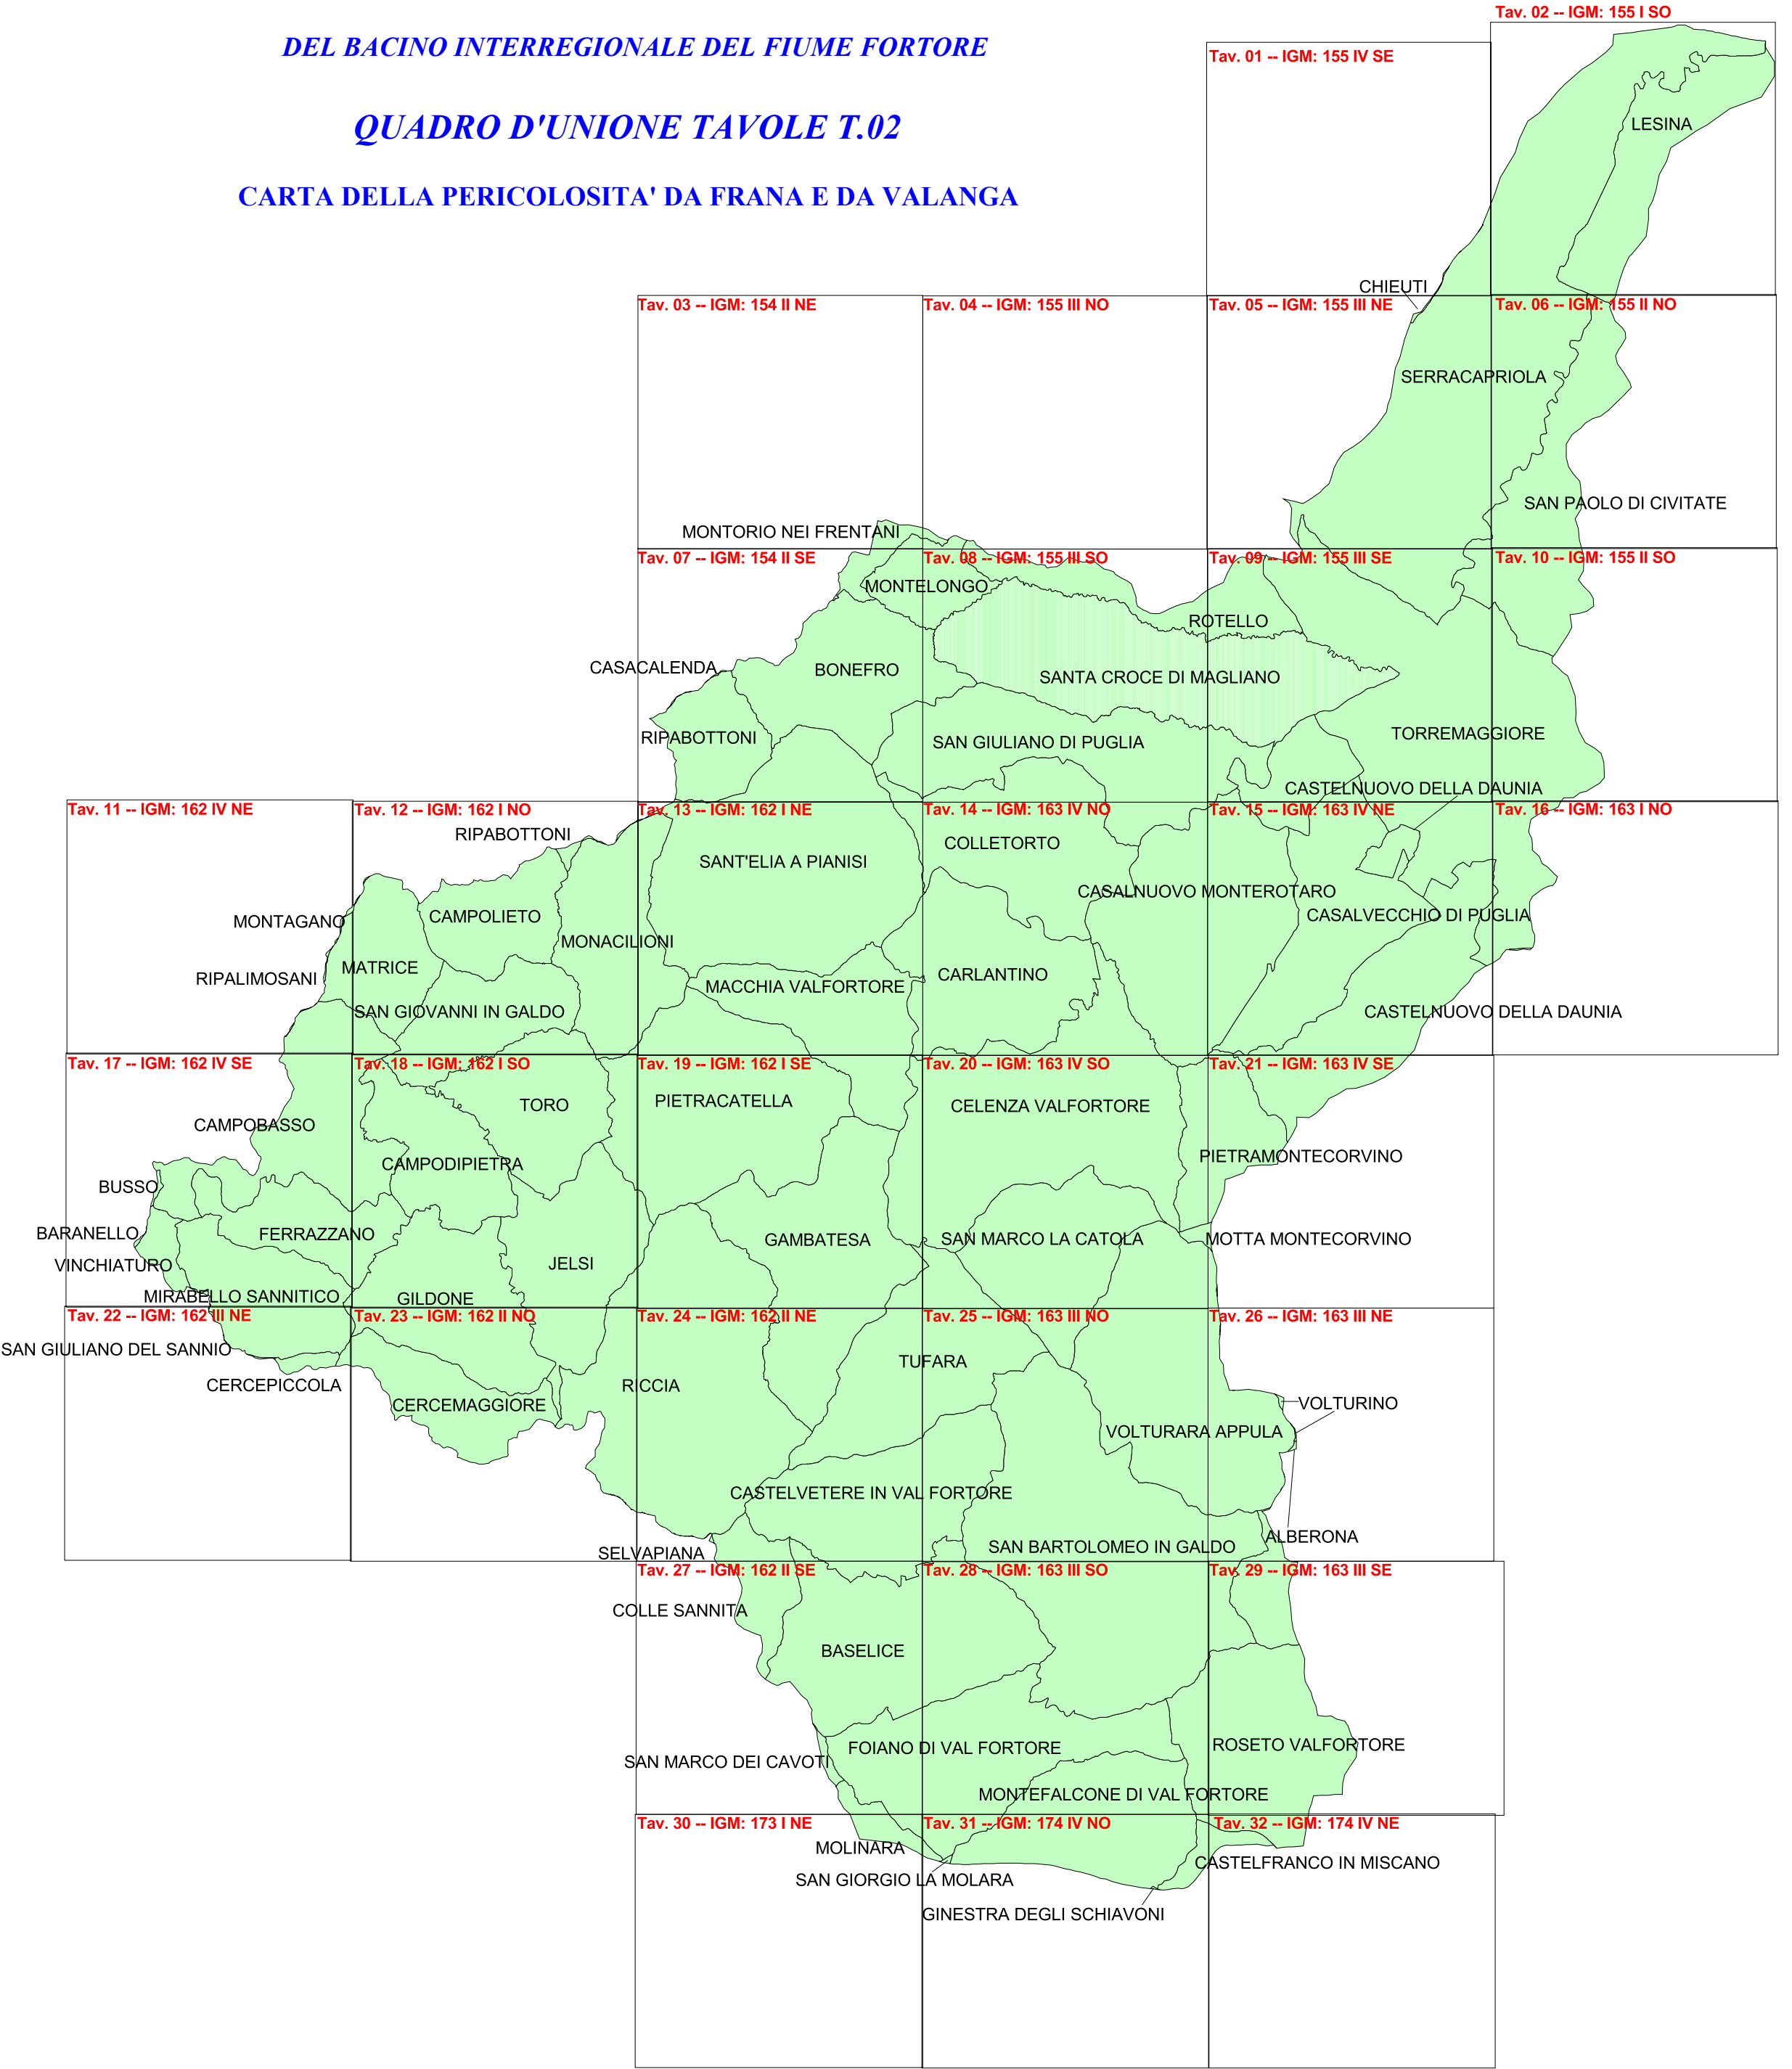 Tav. 02 -- IGM: 155 I SO
DEL BACINO INTERREGIONALE DEL FIUME FORTORE
Tav. 01 -- IGM: 155 IV SE
QUADRO D'UNIONE TAVOLE T.02
LESINA
CARTA DELLA PERICOLOSITA' DA FRANA E DA VALANGA
CHIEUTI
Tav. 03 -- IGM: 154 II NE
Tav. 04 -- IGM: 155 III NO
Tav. 05 -- IGM: 155 III NE
Tav. 06 -- IGM: 155 II NO
SERRACAPRIOLA
SAN PAOLO DI CIVITATE
MONTORIO NEI FRENTANI
Tav. 07 -- IGM: 154 II SE
Tav. 08 -- IGM: 155 III SO
Tav. 09 -- IGM: 155 III SE
Tav. 10 -- IGM: 155 II SO
MONTELONGO
ROTELLO
CASACALENDA
BONEFRO
SANTA CROCE DI MAGLIANO
RIPABOTTONI
SAN GIULIANO DI PUGLIA
TORREMAGGIORE
CASTELNUOVO DELLA DAUNIA
Tav. 11 -- IGM: 162 IV NE
Tav. 12 -- IGM: 162 I NO
Tav. 13 -- IGM: 162 I NE
Tav. 14 -- IGM: 163 IV NO
Tav. 15 -- IGM: 163 IV NE
Tav. 16 -- IGM: 163 I NO
RIPABOTTONI
COLLETORTO
SANT'ELIA A PIANISI
CASALNUOVO MONTEROTARO
MONTAGANO
CAMPOLIETO
CASALVECCHIO DI PUGLIA
MONACILIONI
RIPALIMOSANI
MATRICE
CARLANTINO
MACCHIA VALFORTORE
SAN GIOVANNI IN GALDO
CASTELNUOVO DELLA DAUNIA
Tav. 17 -- IGM: 162 IV SE
Tav. 18 -- IGM: 162 I SO
Tav. 19 -- IGM: 162 I SE
Tav. 20 -- IGM: 163 IV SO
Tav. 21 -- IGM: 163 IV SE
TORO
PIETRACATELLA
CELENZA VALFORTORE
CAMPOBASSO
CAMPODIPIETRA
PIETRAMONTECORVINO
BUSSO
BARANELLO
FERRAZZANO
GAMBATESA
SAN MARCO LA CATOLA
MOTTA MONTECORVINO
VINCHIATURO
JELSI
MIRABELLO SANNITICO
GILDONE
Tav. 22 -- IGM: 162 III NE
Tav. 23 -- IGM: 162 II NO
Tav. 24 -- IGM: 162 II NE
Tav. 25 -- IGM: 163 III NO
Tav. 26 -- IGM: 163 III NE
SAN GIULIANO DEL SANNIO
TUFARA
CERCEPICCOLA
RICCIA
CERCEMAGGIORE
VOLTURINO
VOLTURARA APPULA
CASTELVETERE IN VAL FORTORE
ALBERONA
SELVAPIANA
SAN BARTOLOMEO IN GALDO
Tav. 27 -- IGM: 162 II SE
Tav. 28 -- IGM: 163 III SO
Tav. 29 -- IGM: 163 III SE
COLLE SANNITA
BASELICE
SAN MARCO DEI CAVOTI
FOIANO DI VAL FORTORE
ROSETO VALFORTORE
MONTEFALCONE DI VAL FORTORE
Tav. 30 -- IGM: 173 I NE
Tav. 31 -- IGM: 174 IV NO
Tav. 32 -- IGM: 174 IV NE
MOLINARA
CASTELFRANCO IN MISCANO
SAN GIORGIO LA MOLARA
GINESTRA DEGLI SCHIAVONI